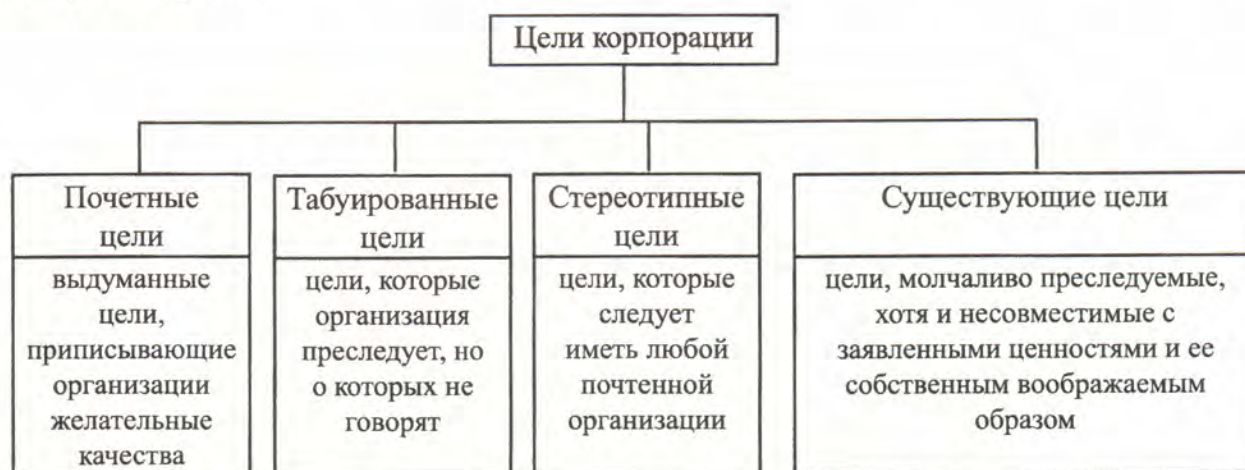 Цели корпорации
Почетные
цели
выдуманные
цели,
приписывающие
организации
желательные
качества
Табуированные
цели
цели, которые
организация
преследует, но
о которых не
говорят
Стереотипные
цели
цели, которые
следует
иметь любой
почтенной
организации
Существующие цели
цели, молчаливо преследуемые,
хотя и несовместимые с
заявленными ценностями и ее
собственным воображаемым
образом